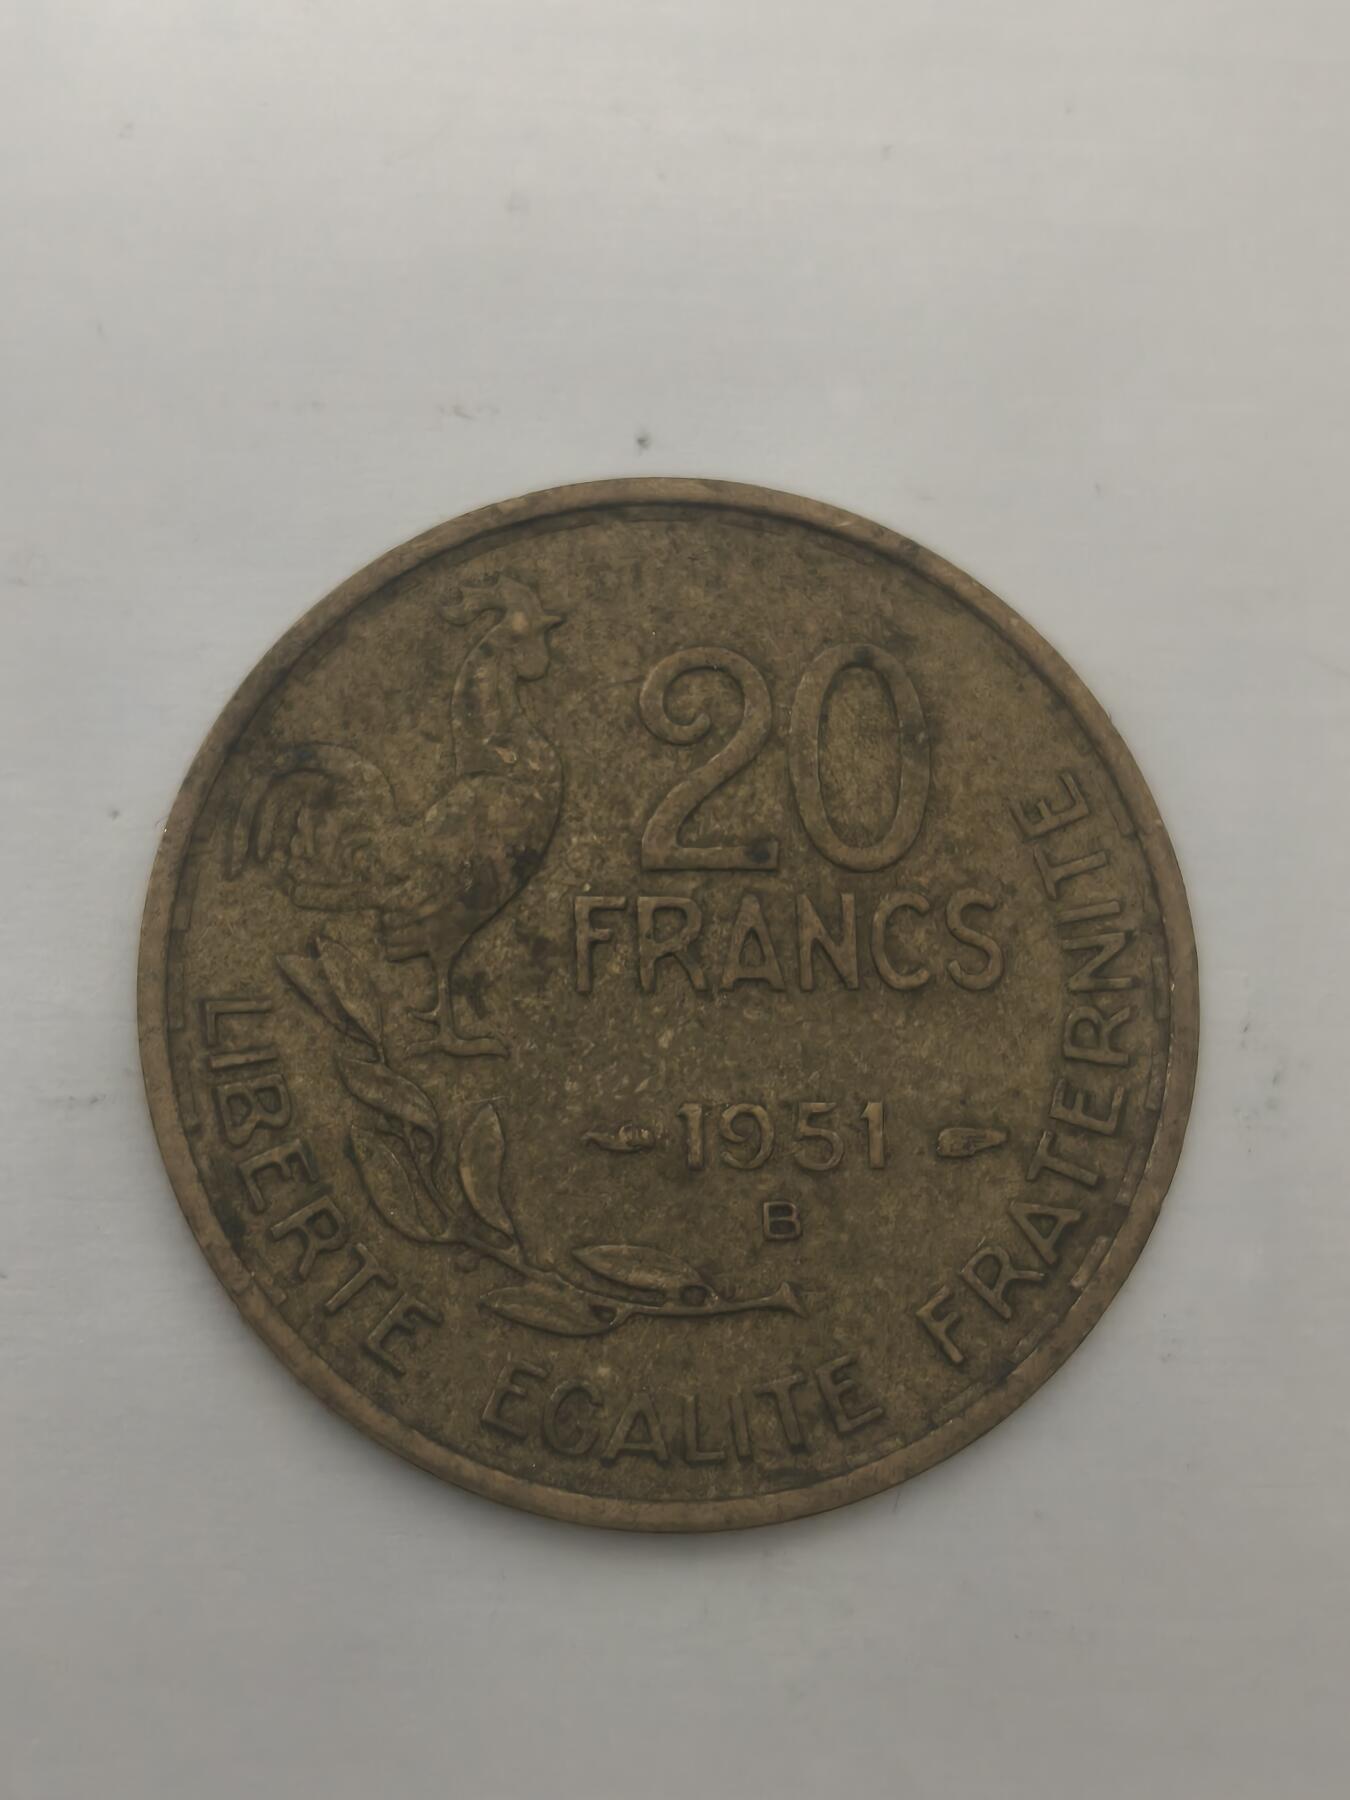 20
FRANCS
1951
B
LIBERTE EGALITE FRATERNITE